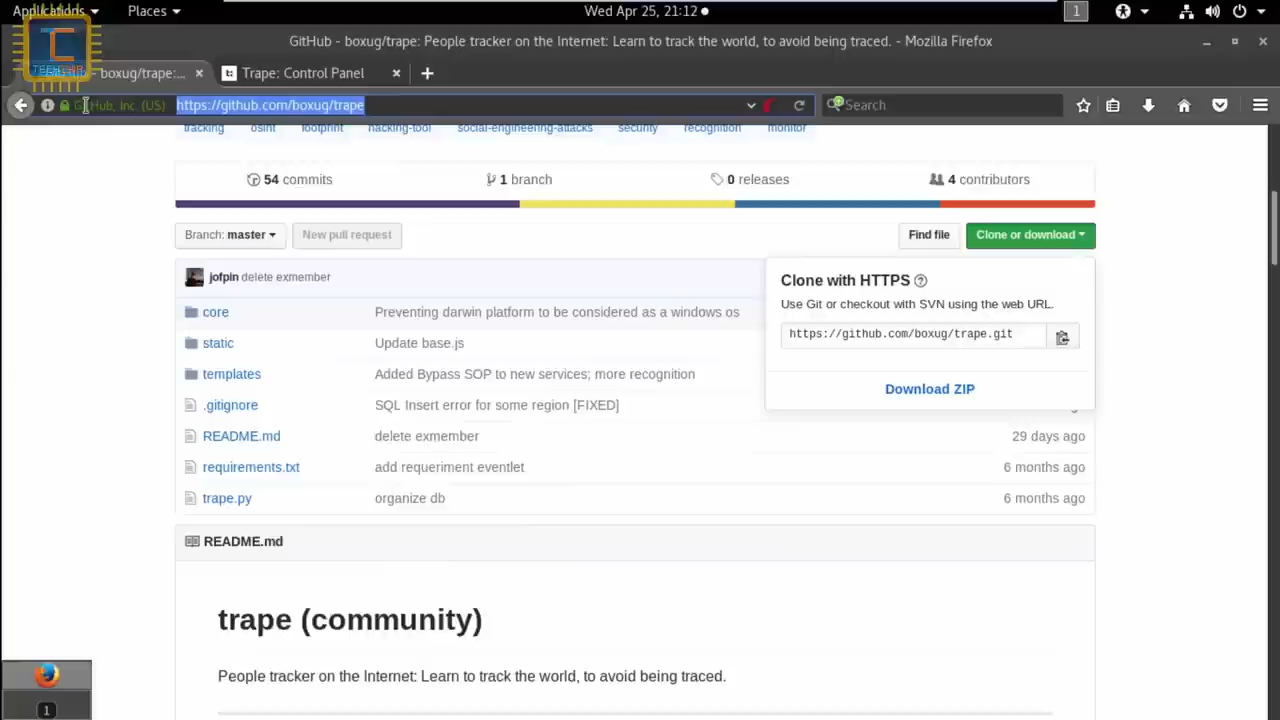 Applications
Places
Wed Apr 25, 21:12
1
GitHub - boxug/trape: People tracker on the Internet: Learn to track the world, to avoid being traced. - Mozilla Firefox
- boxug/trape:...
Trape: Control Panel
GitHub, Inc. (US)
https://github.com/boxug/trape
Search
tracking osint footprint hacking-tool social-engineering-attacks security recognition monitor
54 commits
1 branch
0 releases
4 contributors
Branch: master
New pull request
Find file
Clone or download
jofpin delete exmember
Clone with HTTPS
Use Git or checkout with SVN using the web URL.
https://github.com/boxug/trape.git
Download ZIP
core Preventing darwin platform to be considered as a windows os
static Update base.js
templates Added Bypass SOP to new services; more recognition
.gitignore SQL Insert error for some region [FIXED]
README.md delete exmember 29 days ago
requirements.txt add requeriment eventlet 6 months ago
trape.py organize db 6 months ago
README.md
trape (community)
People tracker on the Internet: Learn to track the world, to avoid being traced.
1